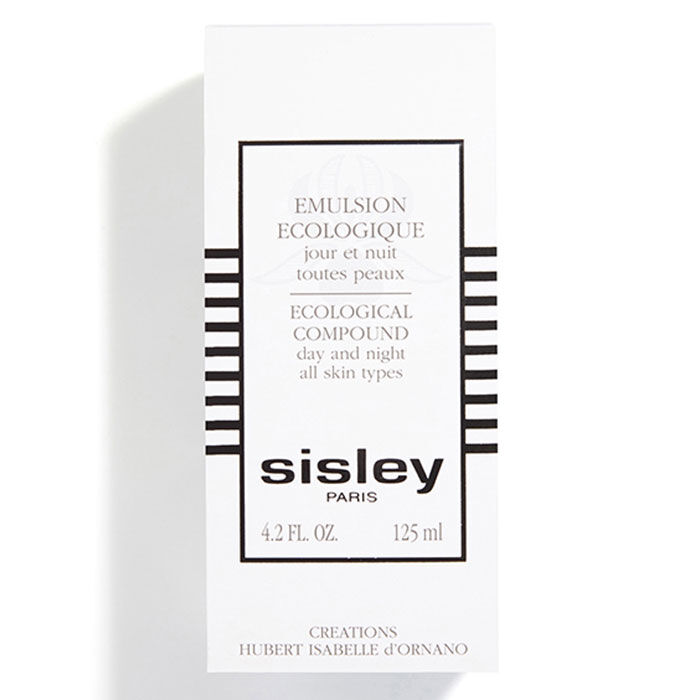 EMULSION
ECOLOGIQUE
jour et nuit
toutes peaux
ECOLOGICAL
COMPOUND
day and night
all skin types
sisley
PARIS
4.2 FL. OZ. 125 ml
CREATIONS
HUBERT ISABELLE d'ORNANO